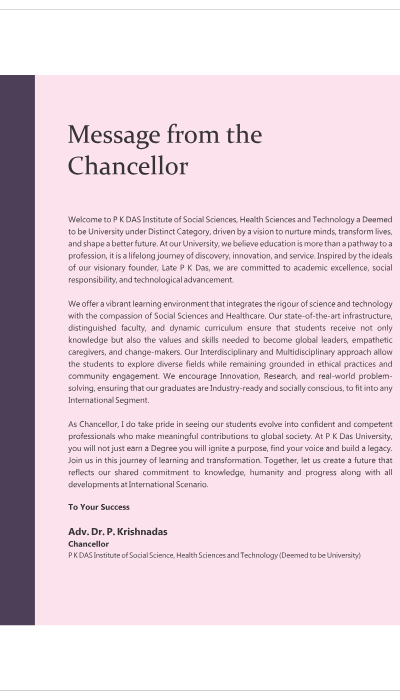 Message from the
Chancellor
Welcome to P K DAS Institute of Social Sciences, Health Sciences and Technology a Deemed
to be University under Distinct Category, driven by a vision to nurture minds, transform lives,
and shape a better future. At our University, we believe education is more than a pathway to a
profession, it is a lifelong journey of discovery, innovation, and service. Inspired by the ideals
of our visionary founder, Late P K Das, we are committed to academic excellence, social
responsibility, and technological advancement.
We offer a vibrant learning environment that integrates the rigour of science and technology
with the compassion of Social Sciences and Healthcare. Our state-of-the-art infrastructure,
distinguished faculty, and dynamic curriculum ensure that students receive not only
knowledge but also the values and skills needed to become global leaders, empathetic
caregivers, and change-makers. Our Interdisciplinary and Multidisciplinary approach allow
the students to explore diverse fields while remaining grounded in ethical practices and
community engagement. We encourage Innovation, Research, and real-world problem-
solving, ensuring that our graduates are Industry-ready and socially conscious, to fit into any
International Segment.
As Chancellor, I do take pride in seeing our students evolve into confident and competent
professionals who make meaningful contributions to global society. At P K Das University,
you will not just earn a Degree you will ignite a purpose, find your voice and build a legacy.
Join us in this journey of learning and transformation. Together, let us create a future that
reflects our shared commitment to knowledge, humanity and progress along with all
developments at International Scenario.
To Your Success
Adv. Dr. P. Krishnadas
Chancellor
P K DAS Institute of Social Science, Health Sciences and Technology (Deemed to be University)